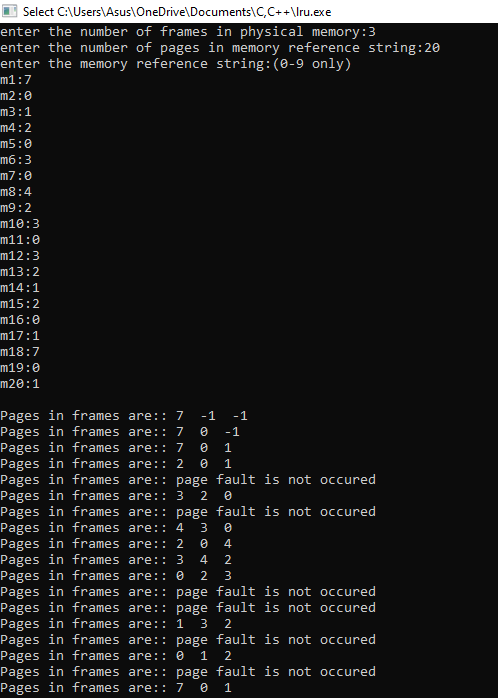 Select C:\Users\Asus\OneDrive\Documents\C,C++\lru.exe
enter the number of frames in physical memory:3
enter the number of pages in memory reference string:20
enter the memory reference string:(0-9 only)
m1:7
m2:0
m3:1
m4:2
m5:0
m6:3
m7:0
m8:4
m9:2
m10:3
m11:0
m12:3
m13:2
m14:1
m15:2
m16:0
m17:1
m18:7
m19:0
m20:1
Pages in frames are:: 7  -1  -1
Pages in frames are:: 7  0  -1
Pages in frames are:: 7  0  1
Pages in frames are:: 2  0  1
Pages in frames are:: page fault is not occured
Pages in frames are:: 3  2  0
Pages in frames are:: page fault is not occured
Pages in frames are:: 4  3  0
Pages in frames are:: 2  0  4
Pages in frames are:: 3  4  2
Pages in frames are:: 0  2  3
Pages in frames are:: page fault is not occured
Pages in frames are:: page fault is not occured
Pages in frames are:: 1  3  2
Pages in frames are:: page fault is not occured
Pages in frames are:: 0  1  2
Pages in frames are:: page fault is not occured
Pages in frames are:: 7  0  1